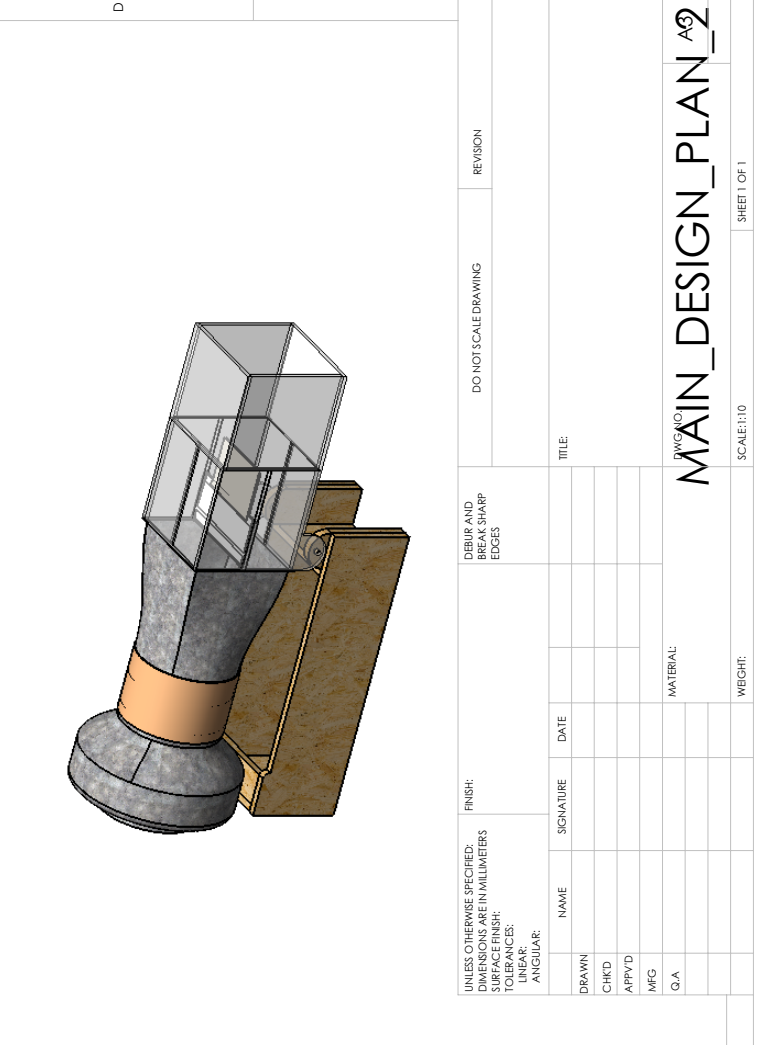 D
UNLESS OTHERWISE SPECIFIED:
DIMENSIONS ARE IN MILLIMETERS
SURFACE FINISH:
TOLERANCES:
LINEAR:
ANGULAR:
FINISH:
DEBUR AND
BREAK SHARP
EDGES
DO NOT SCALE DRAWING
REVISION
NAME
SIGNATURE
DATE
TITLE:
DRAWN
CHK'D
APPV'D
MFG
Q.A
MATERIAL:
DWG NO.
MAIN_DESIGN_PLAN_2
A3
WEIGHT:
SCALE:1:10
SHEET 1 OF 1